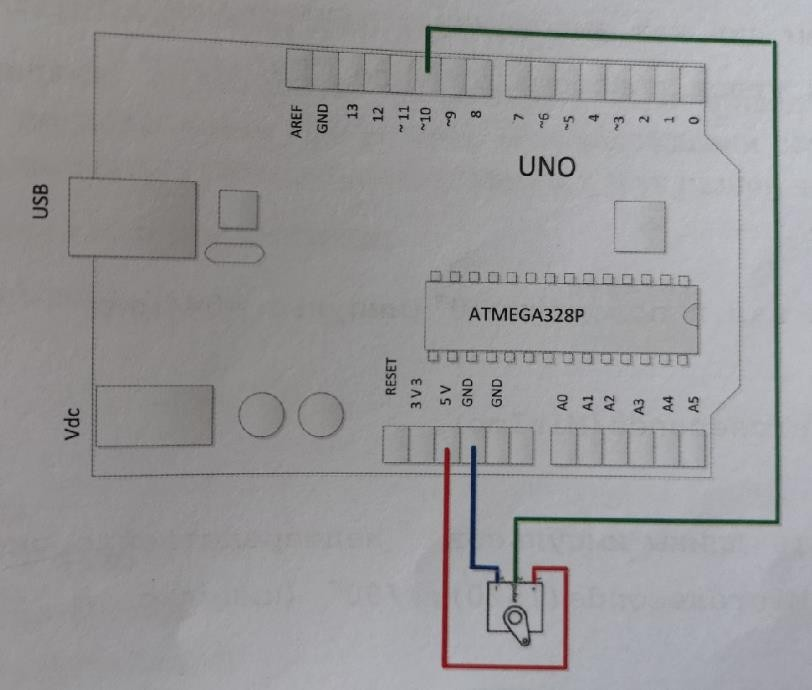 AREF
GND
13
12
~ 11
~10
~9
8
7
~6
~5
4
~3
2
1
0
UNO
USB
ATMEGA328P
Vdc
RESET
3 V 3
5 V
GND
GND
A0
A1
A2
A3
A4
A5